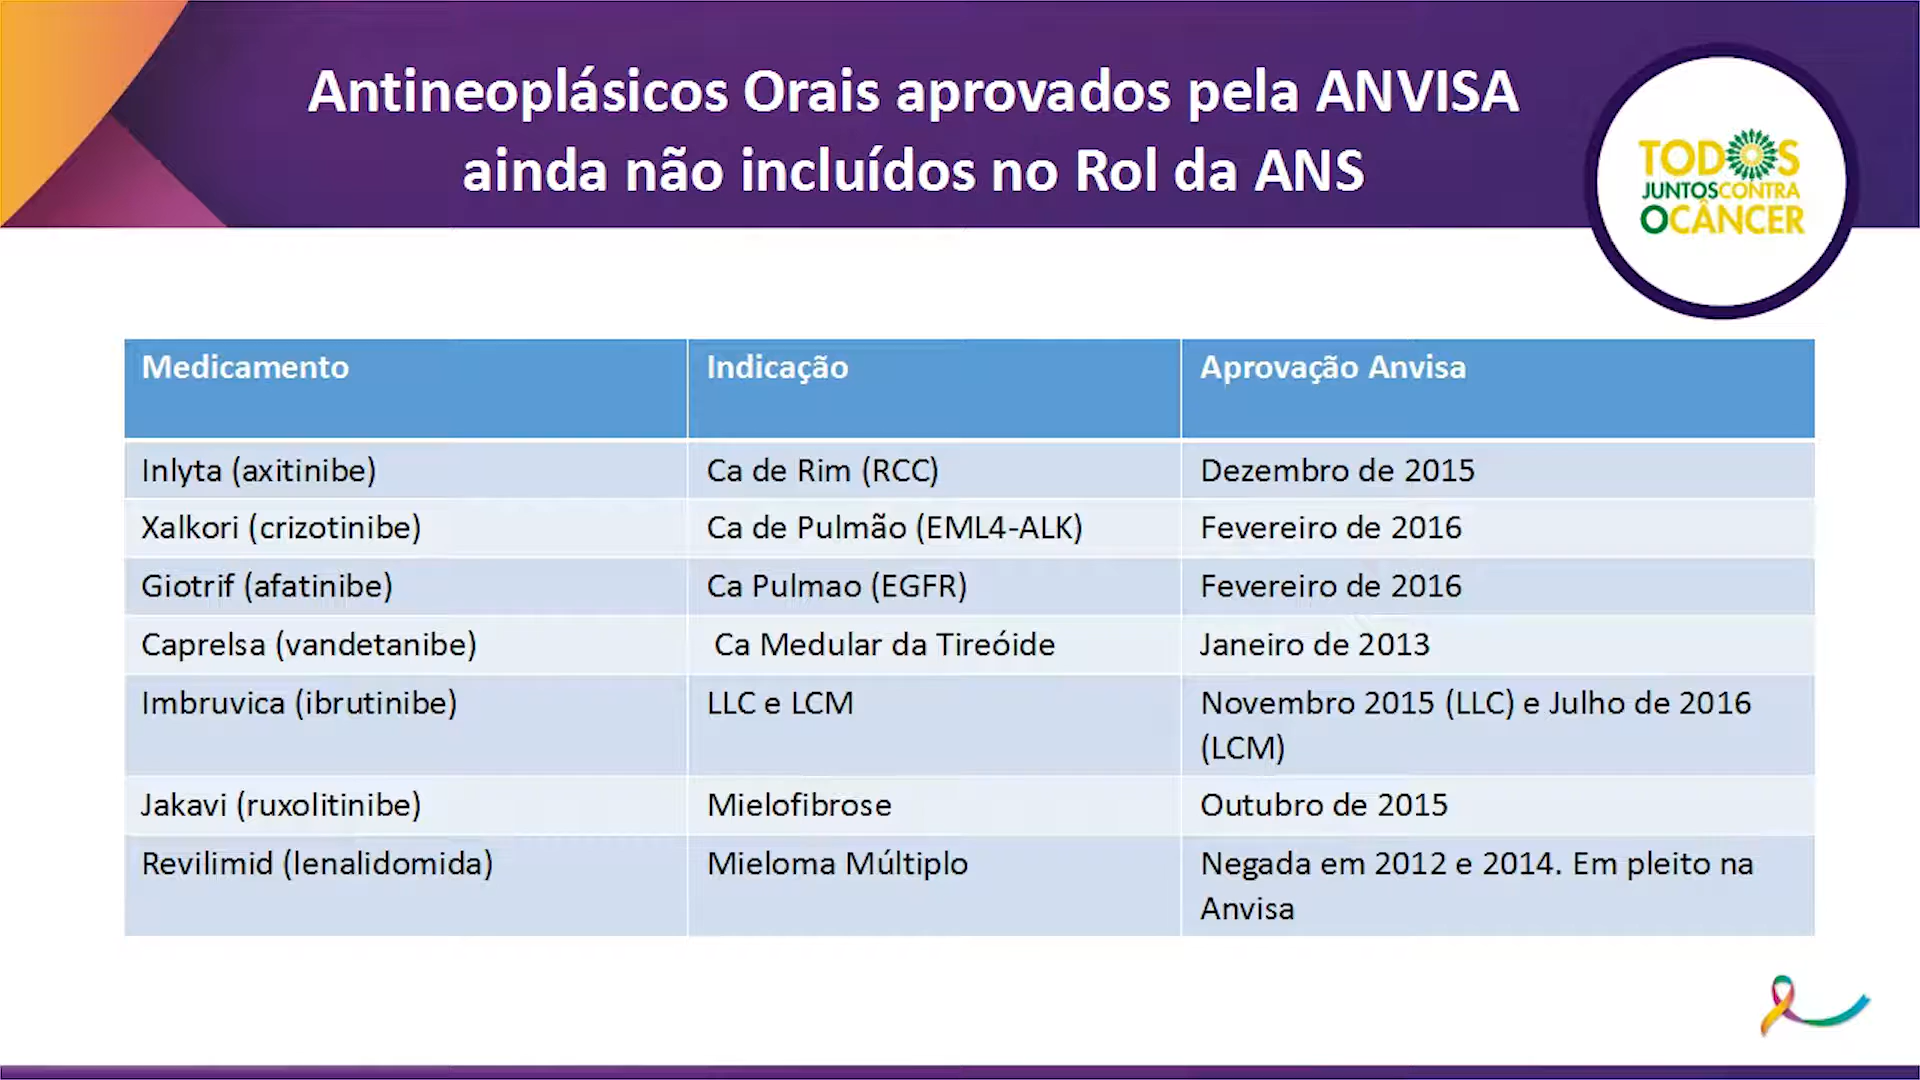 Antineoplásicos Orais aprovados pela ANVISA
ainda não incluídos no Rol da ANS
TODOS
JUNTOSCONTRA
OCÂNCER
Medicamento Indicação Aprovação Anvisa
Inlyta (axitinibe) Ca de Rim (RCC) Dezembro de 2015
Xalkori (crizotinibe) Ca de Pulmão (EML4-ALK) Fevereiro de 2016
Giotrif (afatinibe) Ca Pulmao (EGFR) Fevereiro de 2016
Caprelsa (vandetanibe) Ca Medular da Tireóide Janeiro de 2013
Imbruvica (ibrutinibe) LLC e LCM Novembro 2015 (LLC) e Julho de 2016
(LCM)
Jakavi (ruxolitinibe) Mielofibrose Outubro de 2015
Revilimid (lenalidomida) Mieloma Múltiplo Negada em 2012 e 2014. Em pleito na
Anvisa